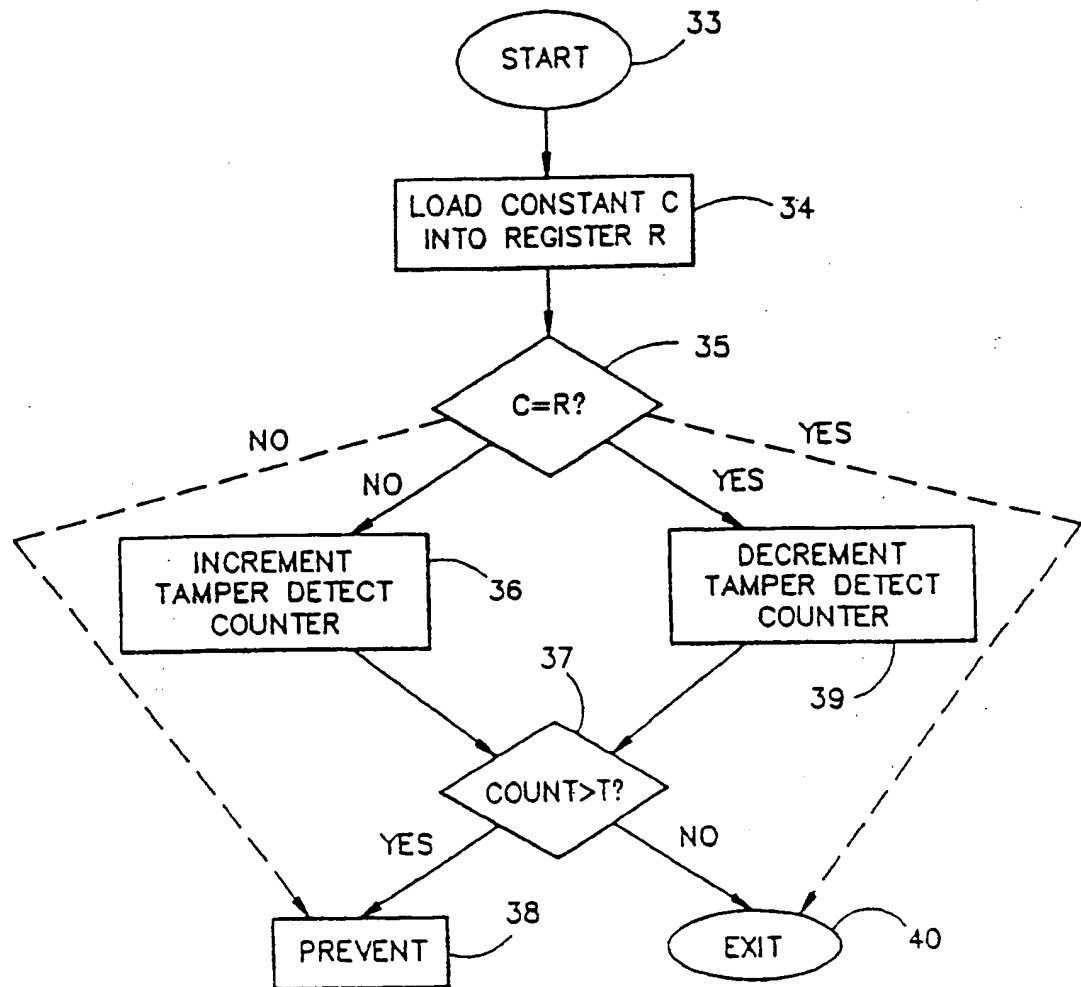 START
33
LOAD CONSTANT C
INTO REGISTER R
34
C=R?
35
NO
NO
YES
YES
INCREMENT
TAMPER DETECT
COUNTER
36
DECREMENT
TAMPER DETECT
COUNTER
39
37
COUNT>T?
YES
NO
PREVENT
38
EXIT
40